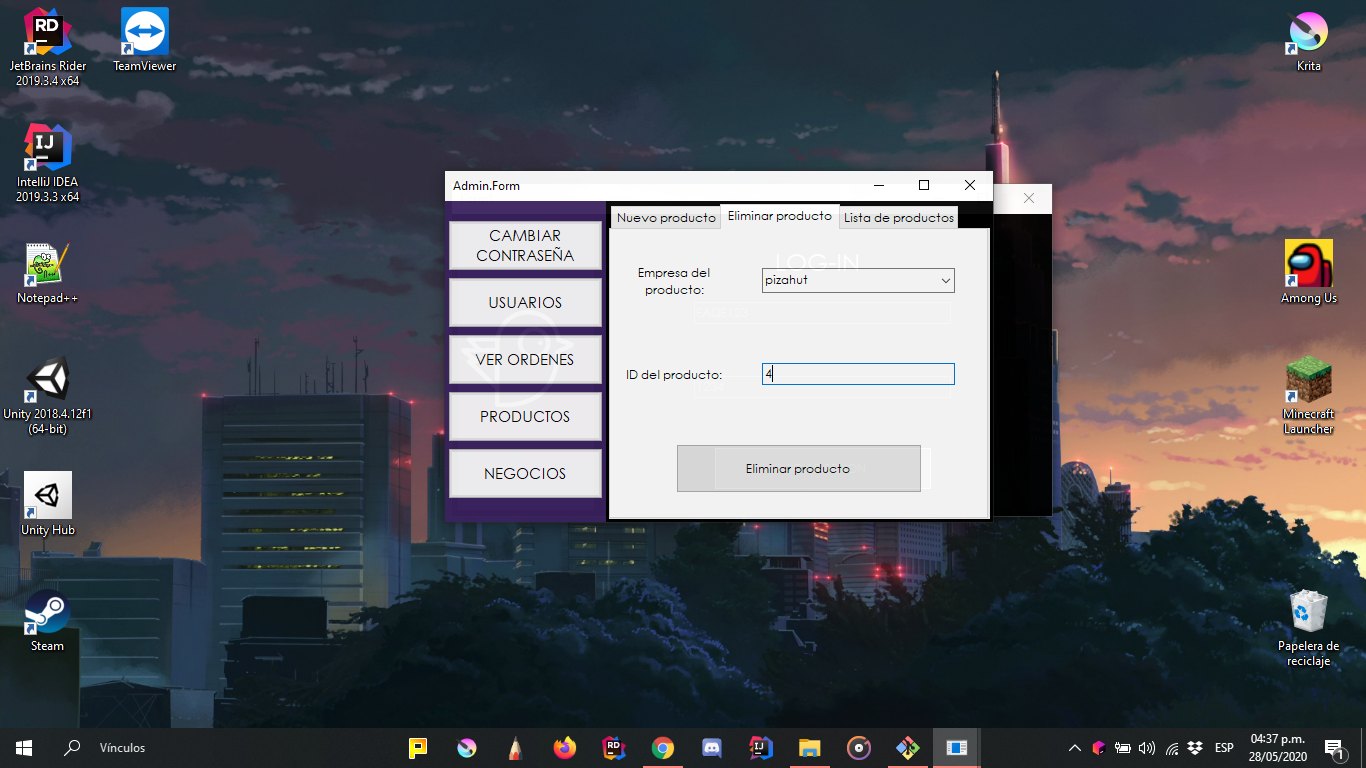 RD
JetBrains Rider
2019.3.4 x64
TeamViewer
Krita
IJ
IntelliJ IDEA
2019.3.3 x64
Notepad++
Among Us
Unity 2018.4.12f1
(64-bit)
Minecraft
Launcher
Unity Hub
Steam
Papelera de
reciclaje
Admin.Form
CAMBIAR
CONTRASEÑA
USUARIOS
VER ORDENES
PRODUCTOS
NEGOCIOS
Nuevo producto
Eliminar producto
Lista de productos
LOG-IN
Empresa del
producto:
pizahut
ID del producto:
4
Eliminar producto
Vínculos
RD
IJ
ESP
04:37 p.m.
28/05/2020
1